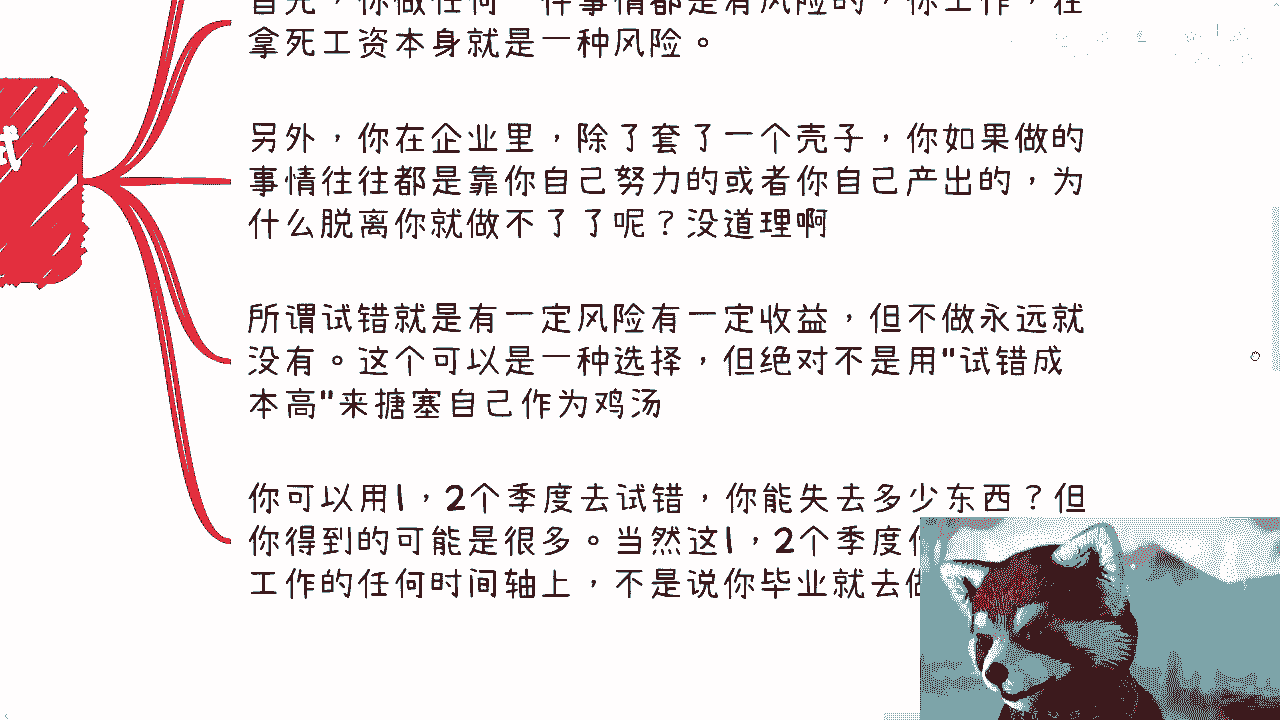 首先，你做任何一件事情都是有风险的，你工作，在
拿死工资本身就是一种风险。
式
另外，你在企业里，除了套了一个壳子，你如果做的
事情往往都是靠你自己努力的或者你自己产出的，为
什么脱离你就做不了了呢？没道理啊
所谓试错就是有一定风险有一定收益，但不做永远就
没有。这个可以是一种选择，但绝对不是用"试错成
本高"来搪塞自己作为鸡汤
你可以用1，2个季度去试错，你能失去多少东西？但
你得到的可能是很多。当然这1，2个季度
工作的任何时间轴上，不是说你毕业就去做